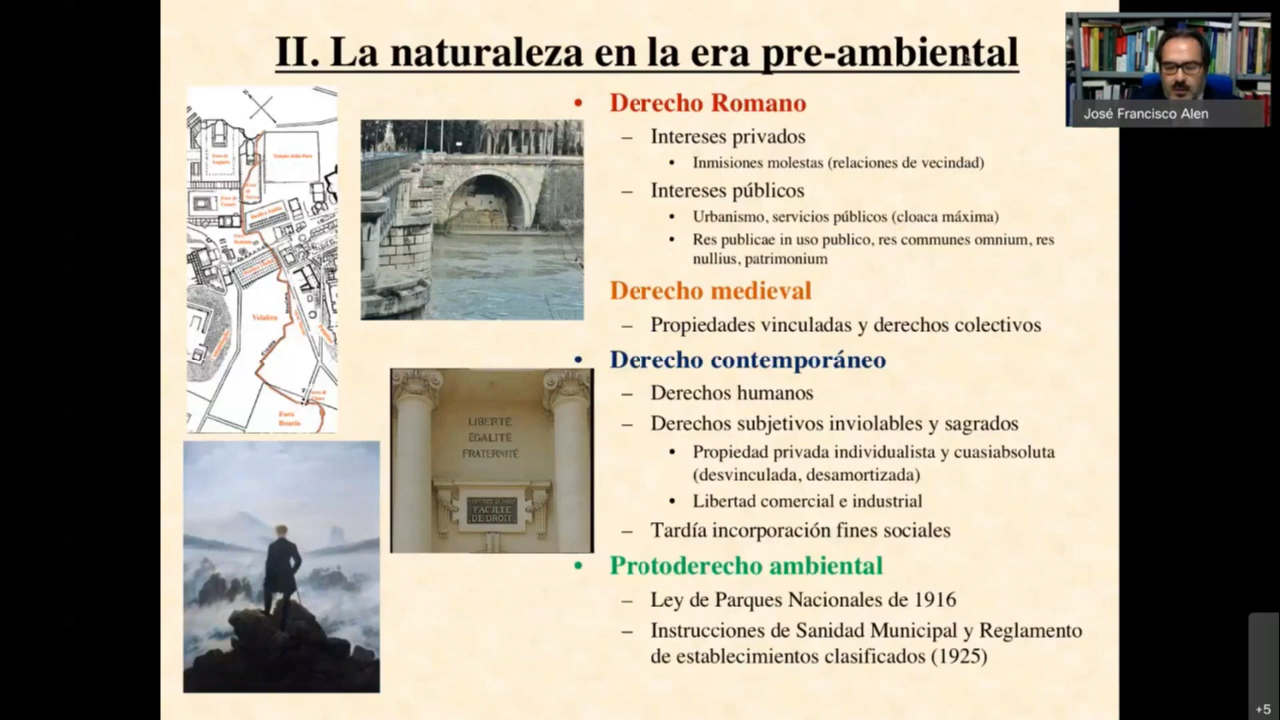 II. La naturaleza en la era pre-ambiental
José Francisco Alen
• Derecho Romano
– Intereses privados
• Inmisiones molestas (relaciones de vecindad)
– Intereses públicos
• Urbanismo, servicios públicos (cloaca máxima)
• Res publicae in uso publico, res communes omnium, res
nullius, patrimonium
Derecho medieval
– Propiedades vinculadas y derechos colectivos
• Derecho contemporáneo
– Derechos humanos
– Derechos subjetivos inviolables y sagrados
• Propiedad privada individualista y cuasiabsoluta
(desvinculada, desamortizada)
• Libertad comercial e industrial
– Tardía incorporación fines sociales
• Protoderecho ambiental
– Ley de Parques Nacionales de 1916
– Instrucciones de Sanidad Municipal y Reglamento
de establecimientos clasificados (1925)
Velabro
Foro
Boario
LIBERTÉ
ÉGALITÉ
FRATERNITÉ
FACULTÉ
DE DROIT
+5